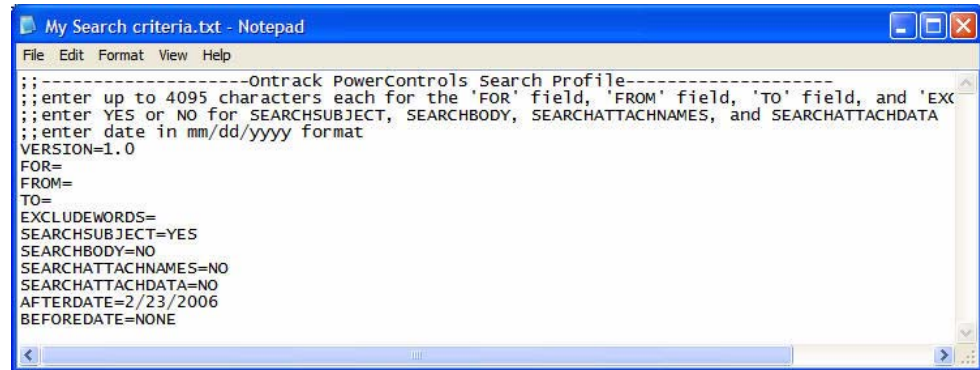 My Search criteria.txt - Notepad
File Edit Format View Help
;;--------------------Ontrack PowerControls Search Profile--------------------
;;enter up to 4095 characters each for the 'FOR' field, 'FROM' field, 'TO' field, and 'EXC
;;enter YES or NO for SEARCHSUBJECT, SEARCHBODY, SEARCHATTACHNAMES, and SEARCHATTACHDATA
;;enter date in mm/dd/yyyy format
VERSION=1.0
FOR=
FROM=
TO=
EXCLUDEWORDS=
SEARCHSUBJECT=YES
SEARCHBODY=NO
SEARCHATTACHNAMES=NO
SEARCHATTACHDATA=NO
AFTERDATE=2/23/2006
BEFOREDATE=NONE